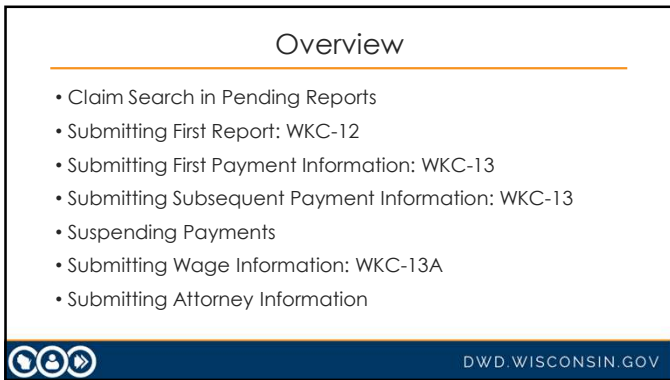 Overview
• Claim Search in Pending Reports
• Submitting First Report: WKC-12
• Submitting First Payment Information: WKC-13
• Submitting Subsequent Payment Information: WKC-13
• Suspending Payments
• Submitting Wage Information: WKC-13A
• Submitting Attorney Information
DWD.WISCONSIN.GOV